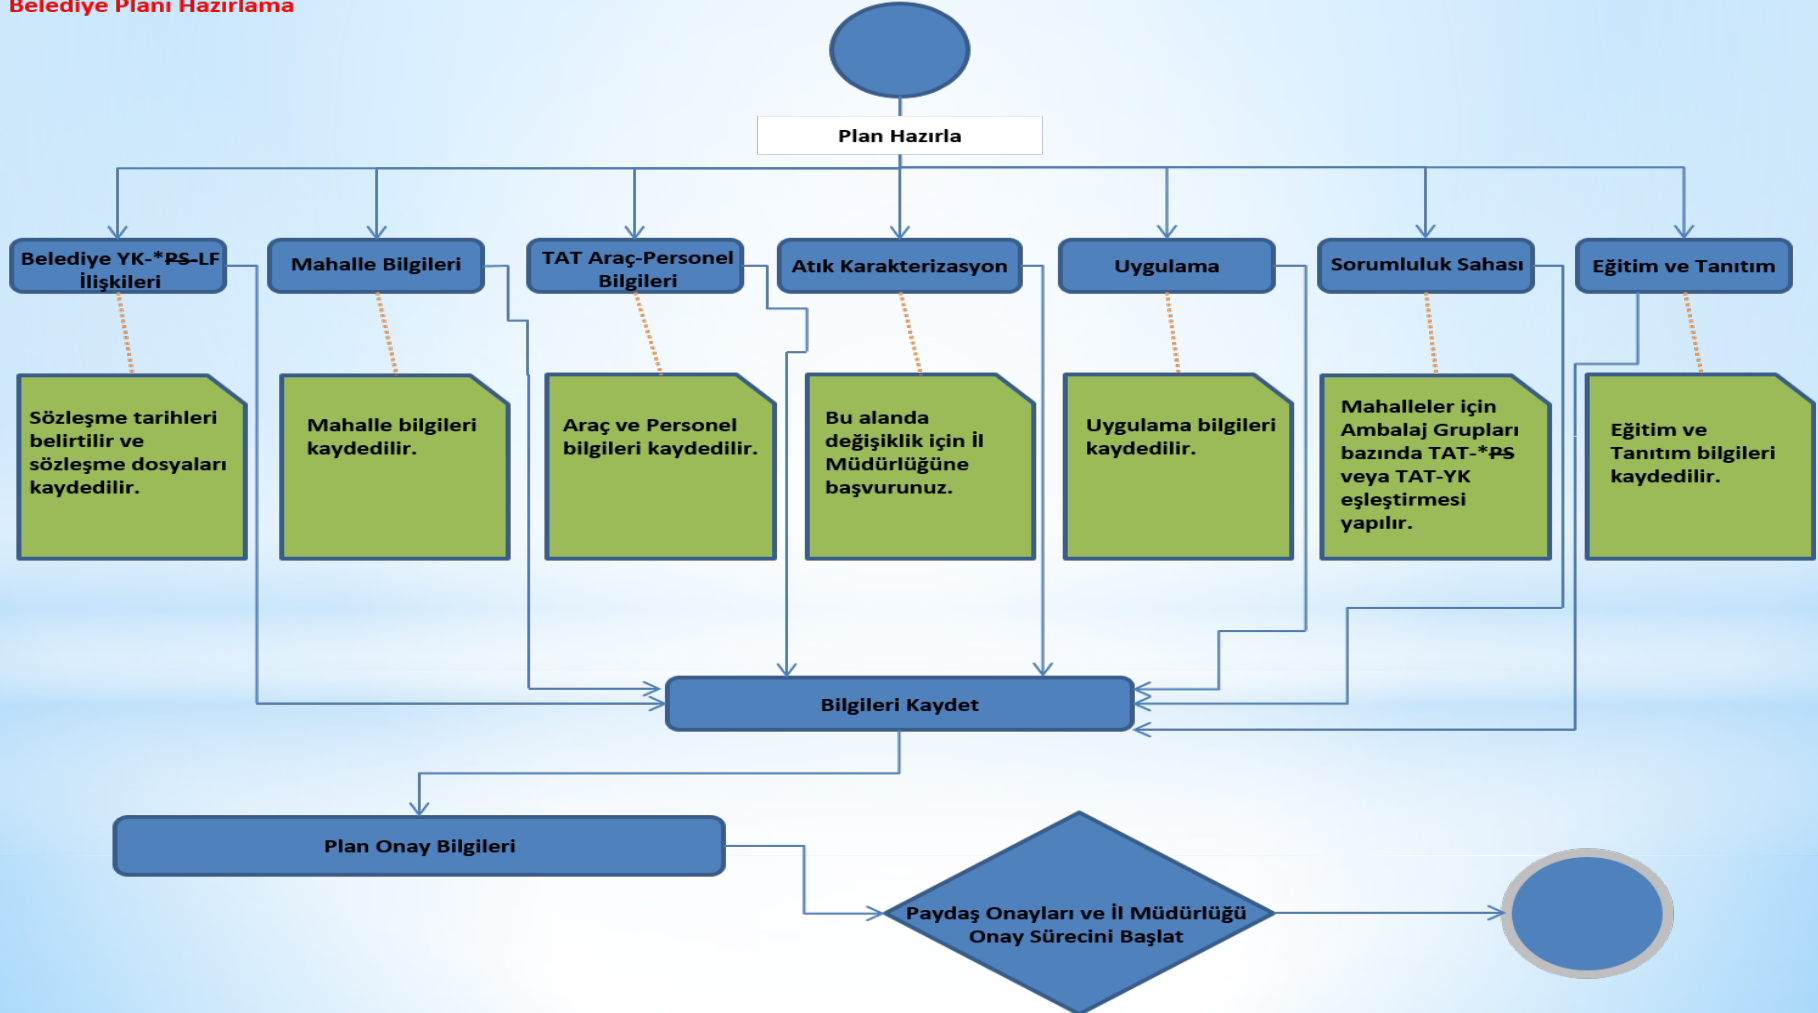 Belediye Planı Hazırlama
Plan Hazırla
Belediye YK-*PS-LF
İlişkileri
Mahalle Bilgileri
TAT Araç-Personel
Bilgileri
Atık Karakterizasyon
Uygulama
Sorumluluk Sahası
Eğitim ve Tanıtım
Sözleşme tarihleri
belirtilir ve
sözleşme dosyaları
kaydedilir.
Mahalle bilgileri
kaydedilir.
Araç ve Personel
bilgileri kaydedilir.
Bu alanda
değişiklik için İl
Müdürlüğüne
başvurunuz.
Uygulama bilgileri
kaydedilir.
Mahalleler için
Ambalaj Grupları
bazında TAT-*PS
veya TAT-YK
eşleştirmesi
yapılır.
Eğitim ve
Tanıtım bilgileri
kaydedilir.
Bilgileri Kaydet
Plan Onay Bilgileri
Paydaş Onayları ve İl Müdürlüğü
Onay Sürecini Başlat